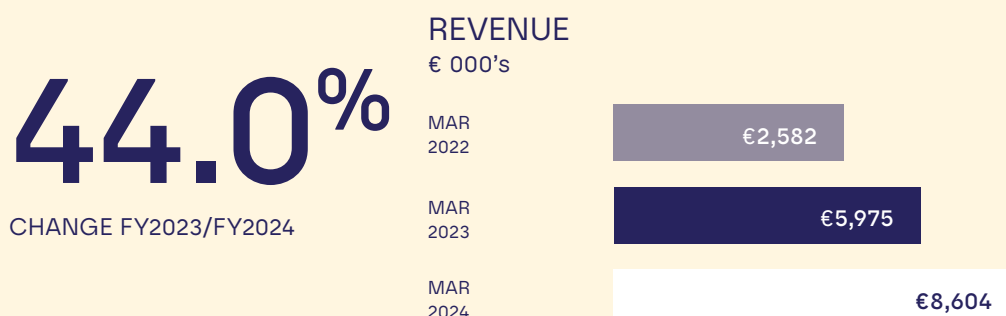 44.0%
CHANGE FY2023/FY2024
REVENUE
€ 000’s
MAR
2022
€2,582
MAR
2023
€5,975
MAR
2024
€8,604